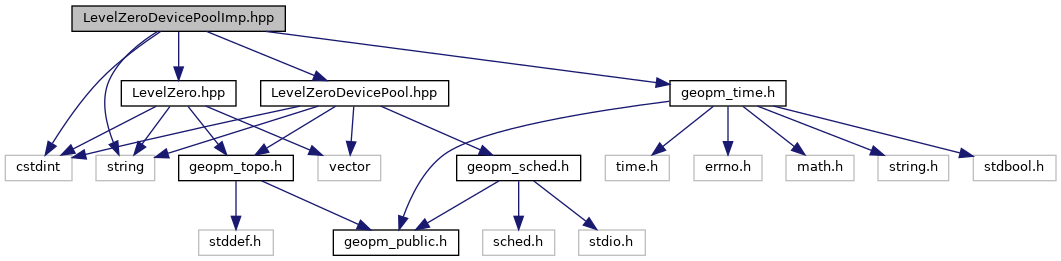 LevelZeroDevicePoolImp.hpp
LevelZero.hpp
LevelZeroDevicePool.hpp
geopm_time.h
cstdint
string
geopm_topo.h
vector
geopm_sched.h
time.h
errno.h
math.h
string.h
stdbool.h
stddef.h
geopm_public.h
sched.h
stdio.h